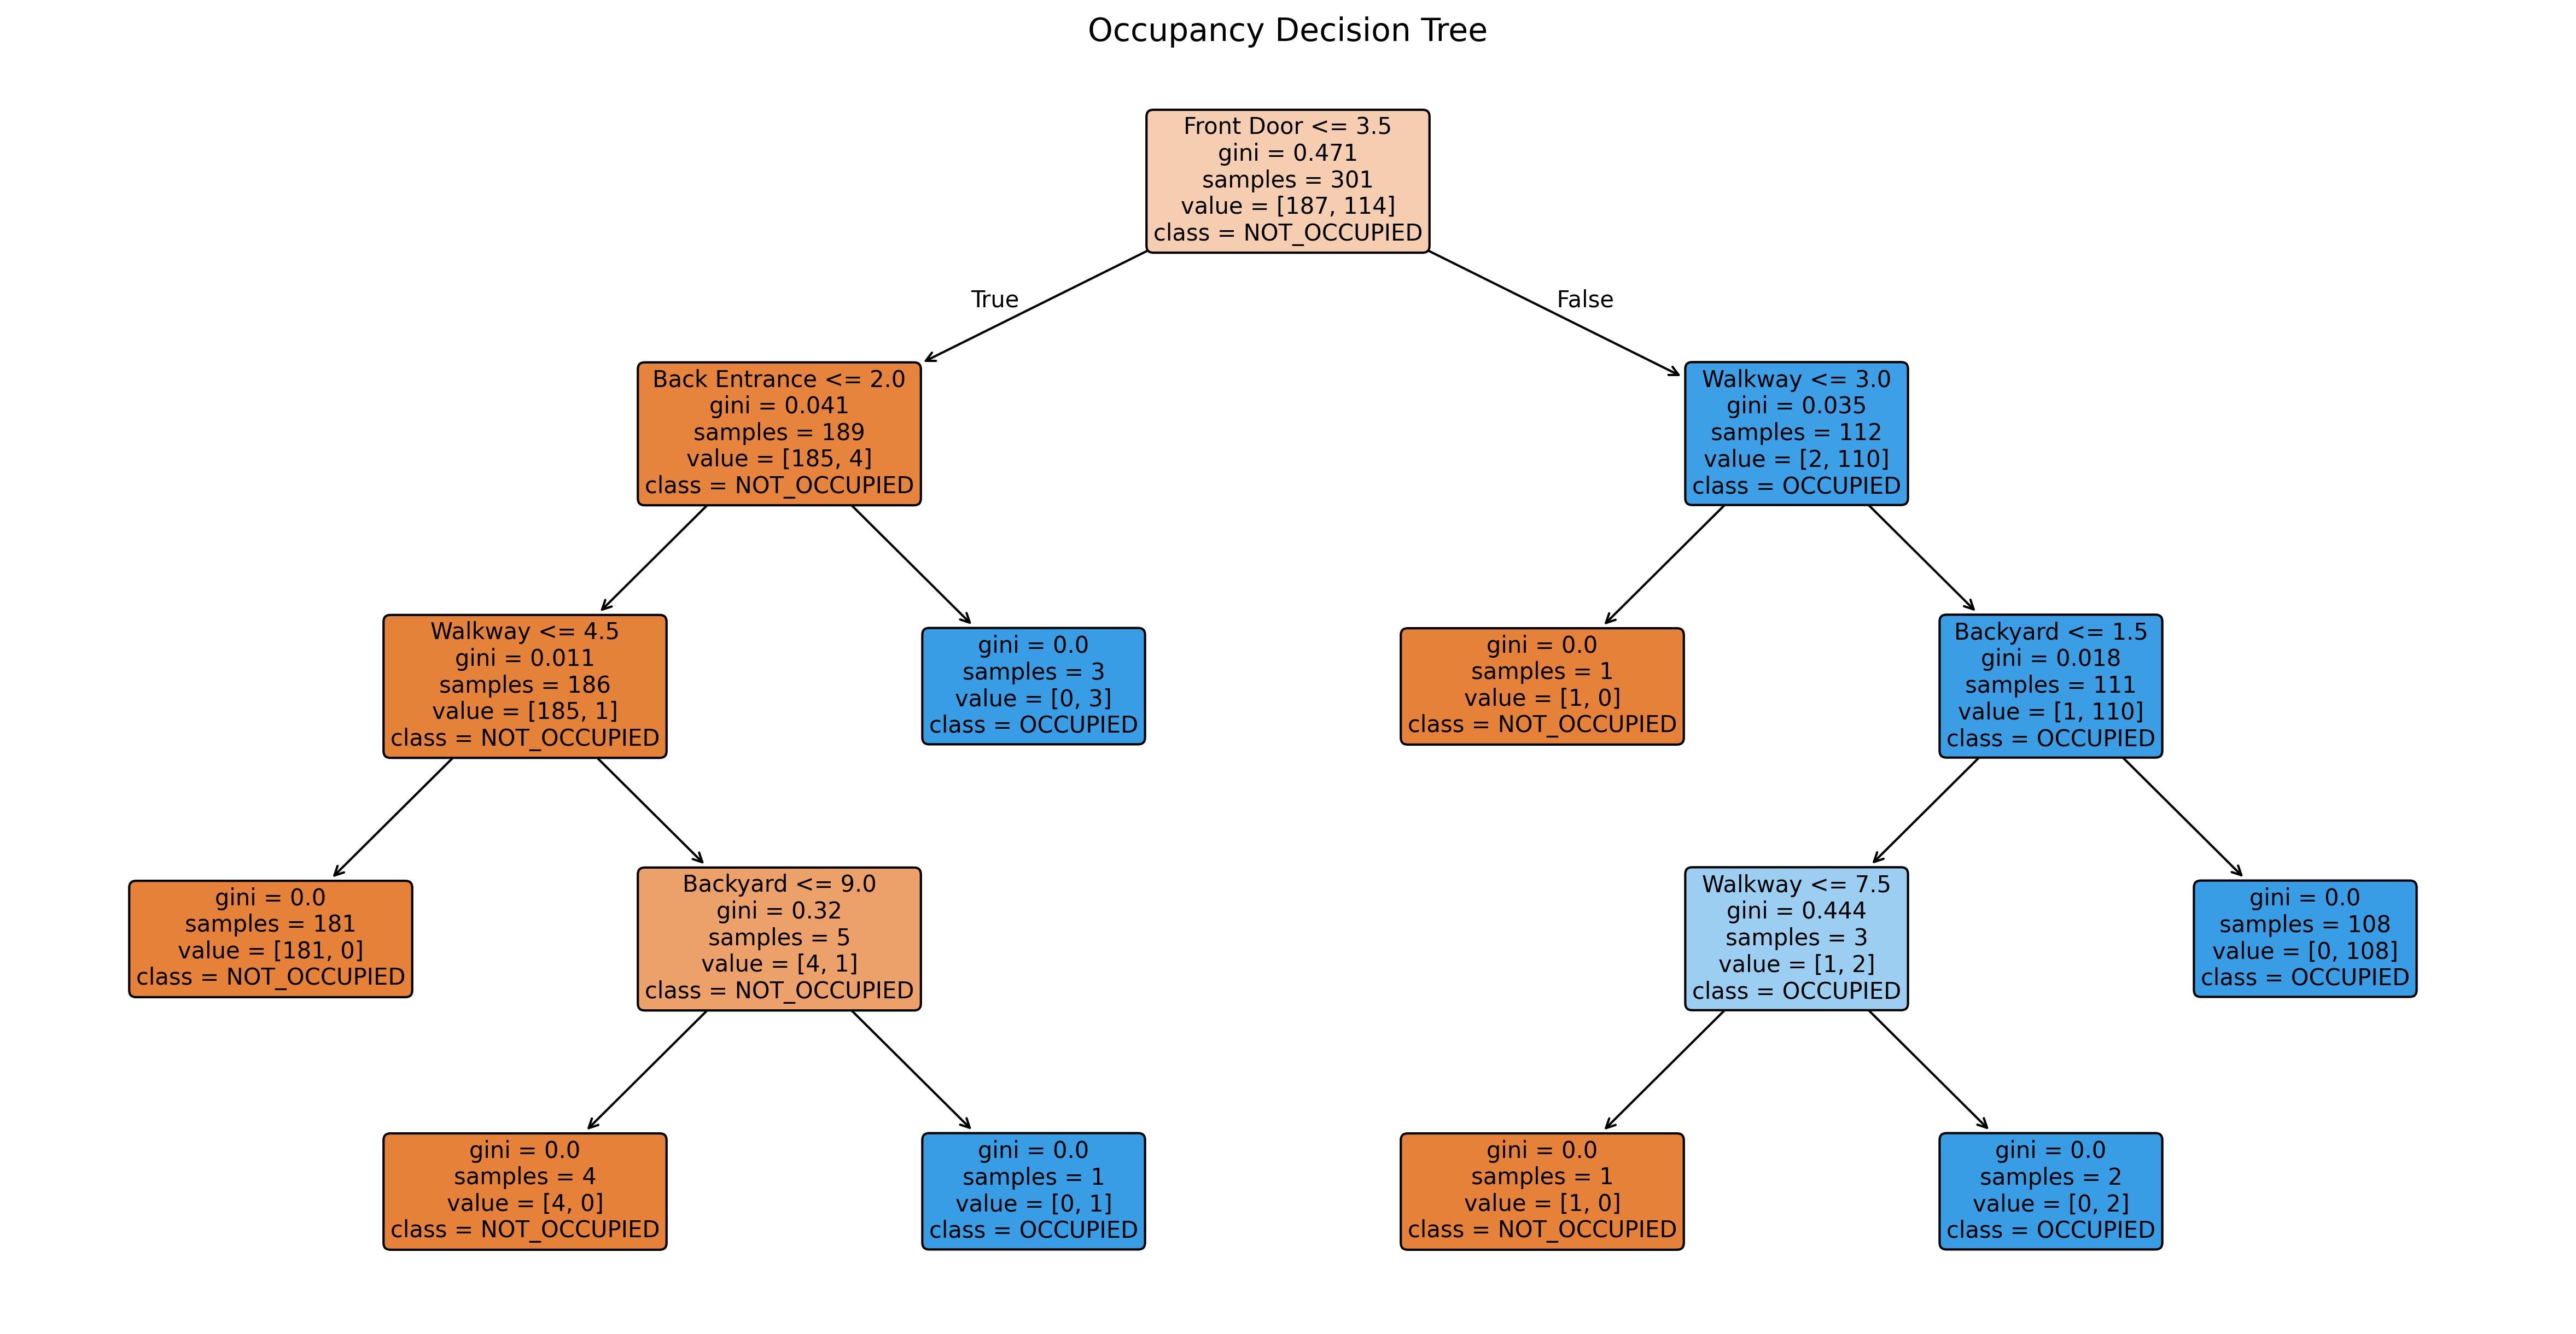 Occupancy Decision Tree
Front Door <= 3.5
gini = 0.471
samples = 301
value = [187, 114]
class = NOT_OCCUPIED
True
False
Back Entrance <= 2.0
gini = 0.041
samples = 189
value = [185, 4]
class = NOT_OCCUPIED
Walkway <= 3.0
gini = 0.035
samples = 112
value = [2, 110]
class = OCCUPIED
Walkway <= 4.5
gini = 0.011
samples = 186
value = [185, 1]
class = NOT_OCCUPIED
gini = 0.0
samples = 3
value = [0, 3]
class = OCCUPIED
gini = 0.0
samples = 1
value = [1, 0]
class = NOT_OCCUPIED
Backyard <= 1.5
gini = 0.018
samples = 111
value = [1, 110]
class = OCCUPIED
gini = 0.0
samples = 181
value = [181, 0]
class = NOT_OCCUPIED
Backyard <= 9.0
gini = 0.32
samples = 5
value = [4, 1]
class = NOT_OCCUPIED
Walkway <= 7.5
gini = 0.444
samples = 3
value = [1, 2]
class = OCCUPIED
gini = 0.0
samples = 108
value = [0, 108]
class = OCCUPIED
gini = 0.0
samples = 4
value = [4, 0]
class = NOT_OCCUPIED
gini = 0.0
samples = 1
value = [0, 1]
class = OCCUPIED
gini = 0.0
samples = 1
value = [1, 0]
class = NOT_OCCUPIED
gini = 0.0
samples = 2
value = [0, 2]
class = OCCUPIED